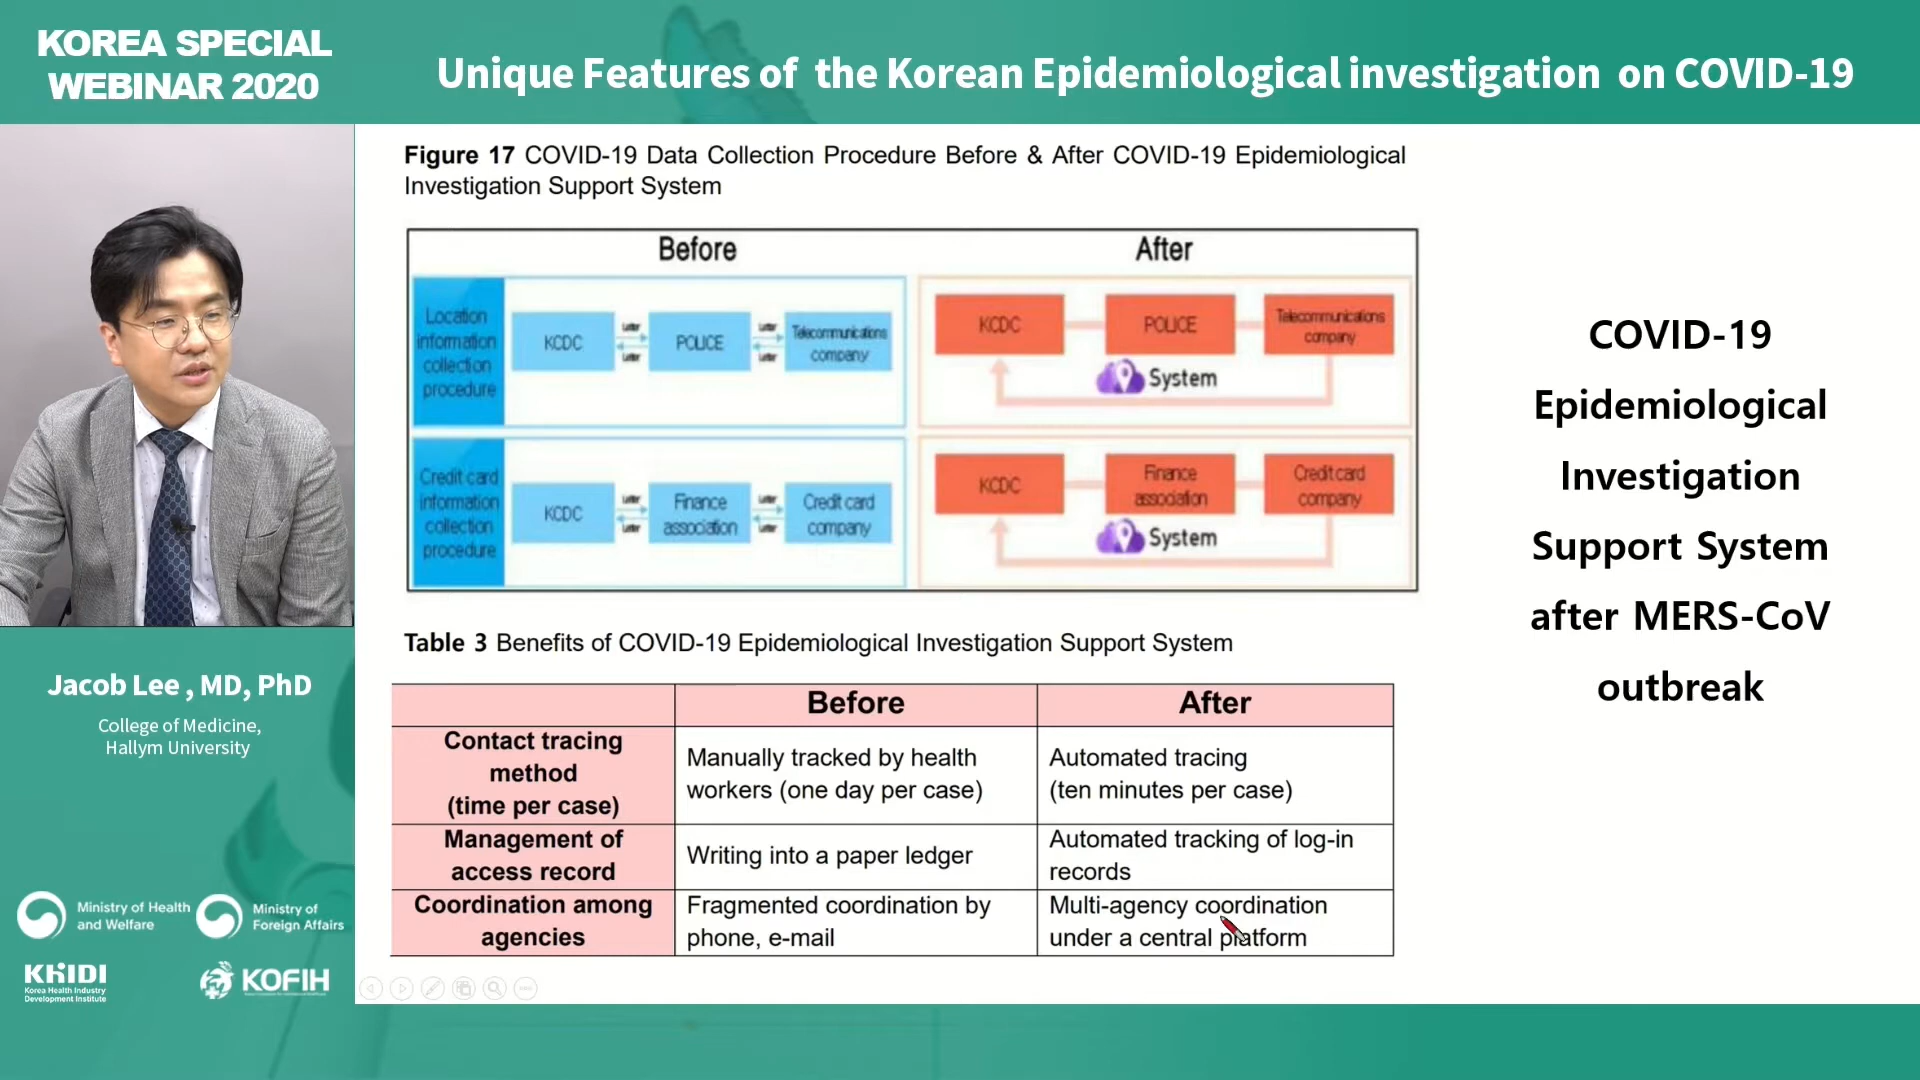 KOREA SPECIAL
WEBINAR 2020
Unique Features of the Korean Epidemiological investigation on COVID-19
Figure 17 COVID-19 Data Collection Procedure Before & After COVID-19 Epidemiological
Investigation Support System
Before
After
Location
information
collection
procedure
KCDC
Letter
Letter
POLICE
Letter
Letter
Telecommunications
company
KCDC
POLICE
Telecommunications
company
System
Credit card
information
collection
procedure
KCDC
Letter
Letter
Finance
association
Letter
Letter
Credit card
company
KCDC
Finance
association
Credit card
company
System
COVID-19
Epidemiological
Investigation
Support System
after MERS-CoV
outbreak
Table 3 Benefits of COVID-19 Epidemiological Investigation Support System
Before
After
Contact tracing
method
(time per case)
Manually tracked by health
workers (one day per case)
Automated tracing
(ten minutes per case)
Management of
access record
Writing into a paper ledger
Automated tracking of log-in
records
Coordination among
agencies
Fragmented coordination by
phone, e-mail
Multi-agency coordination
under a central platform
Jacob Lee , MD, PhD
College of Medicine,
Hallym University
Ministry of Health
and Welfare
Ministry of
Foreign Affairs
KHIDI
Korea Health Industry
Development Institute
KOFIH